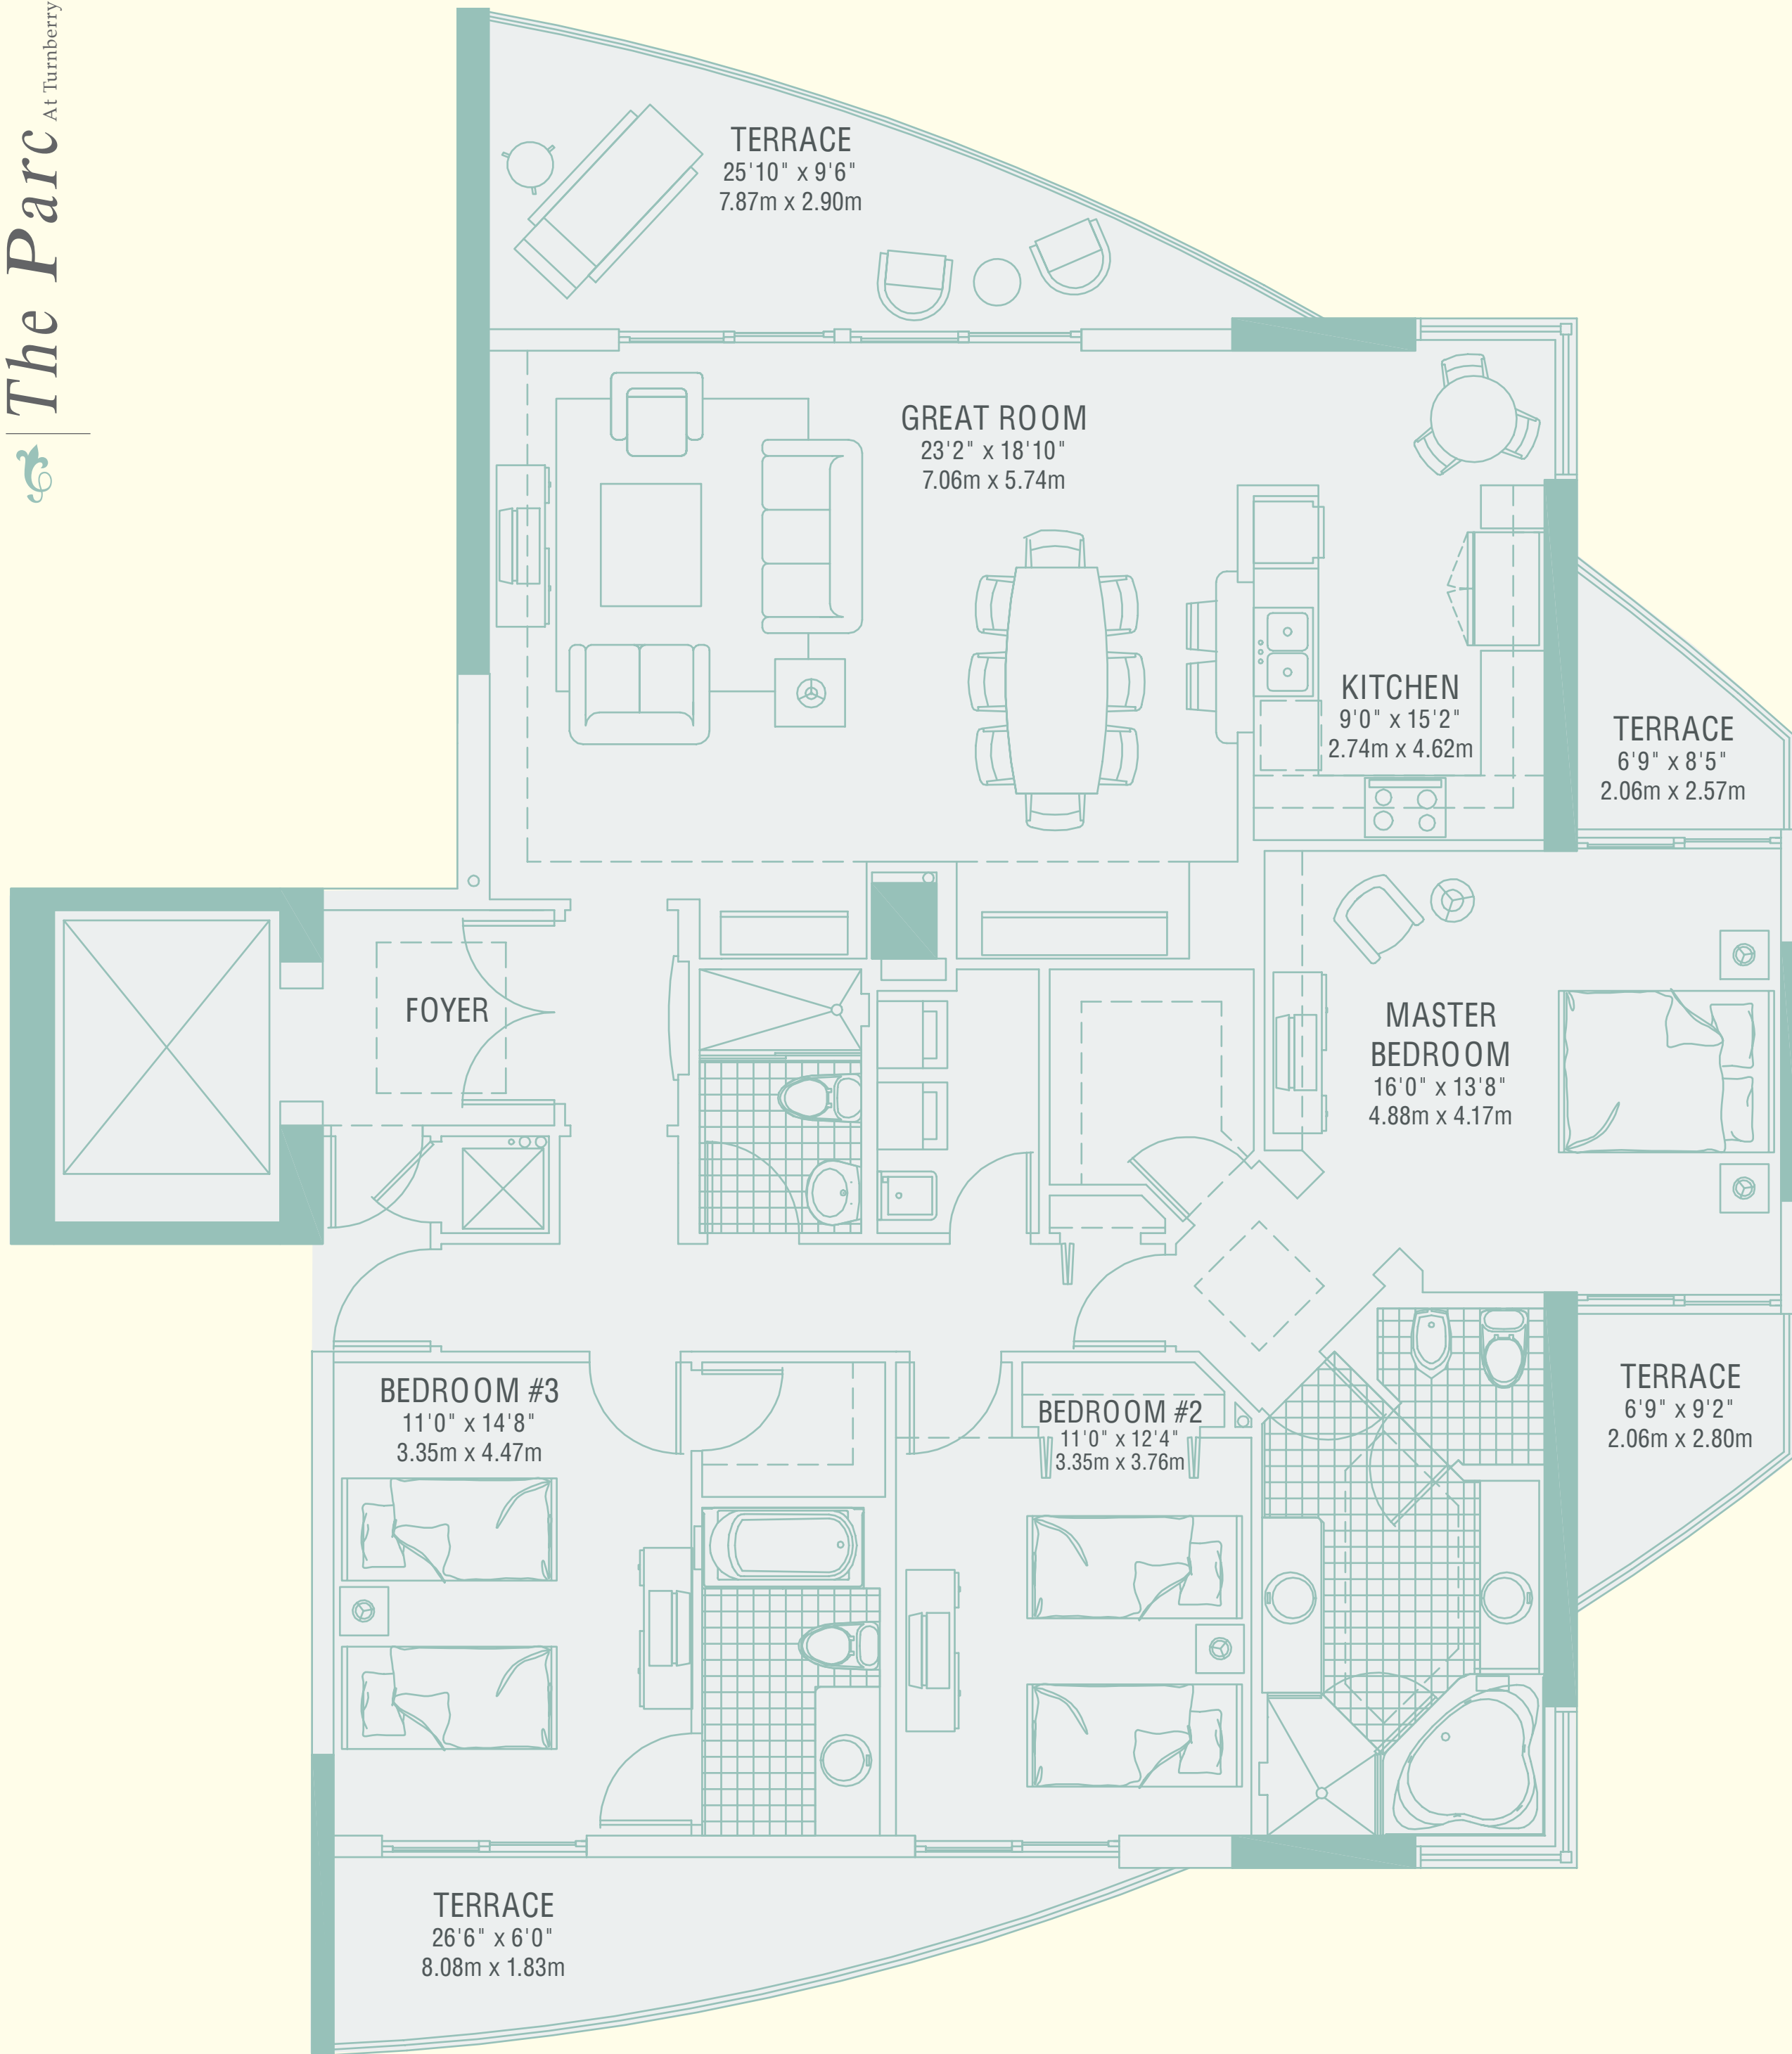 The Parc At Turnberry
TERRACE
25'10" x 9'6"
7.87m x 2.90m
GREAT ROOM
23'2" x 18'10"
7.06m x 5.74m
KITCHEN
9'0" x 15'2"
2.74m x 4.62m
TERRACE
6'9" x 8'5"
2.06m x 2.57m
FOYER
MASTER
BEDROOM
16'0" x 13'8"
4.88m x 4.17m
BEDROOM #3
11'0" x 14'8"
3.35m x 4.47m
BEDROOM #2
11'0" x 12'4"
3.35m x 3.76m
TERRACE
6'9" x 9'2"
2.06m x 2.80m
TERRACE
26'6" x 6'0"
8.08m x 1.83m